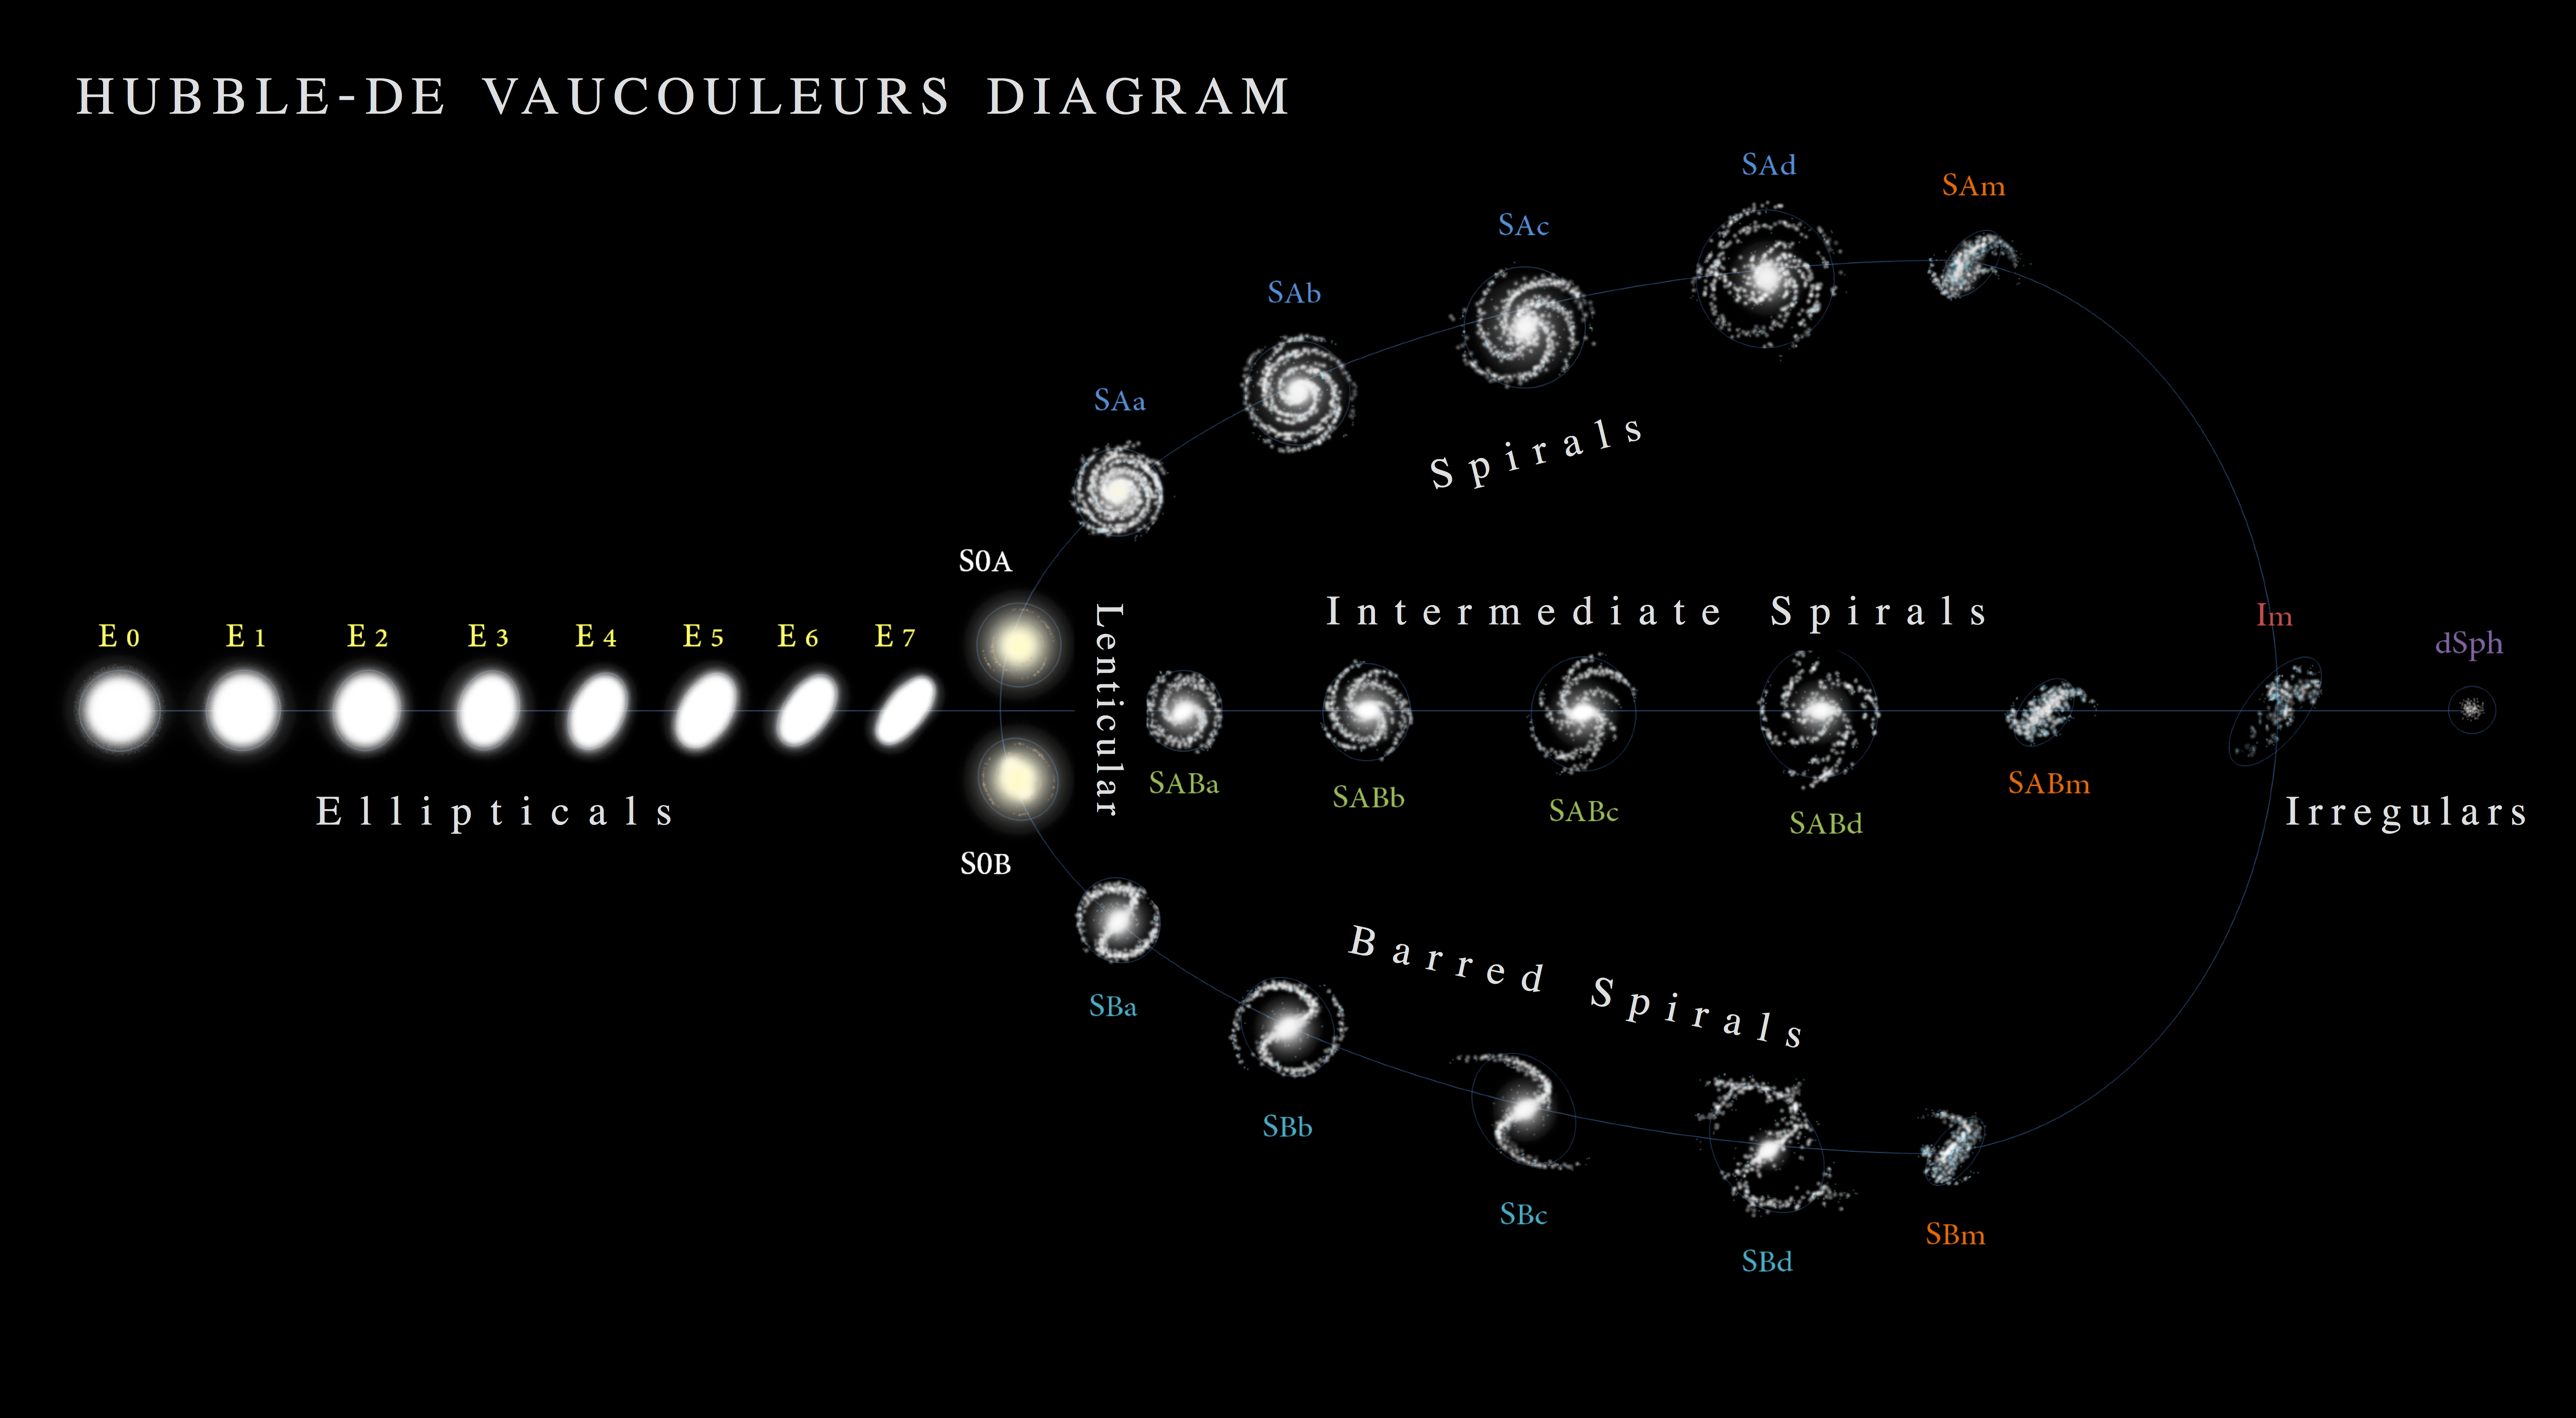 HUBBLE-DE VAUCOULEURS DIAGRAM
SAd
SAm
SAc
SAb
SAa
Spirals
S0A
Lenticular
Intermediate Spirals
Im
dSph
E0 E1 E2 E3 E4 E5 E6 E7
Ellipticals
SABa
SABb
SABc
SABd
SABm
Irregulars
S0B
Barred Spirals
SBa
SBb
SBc
SBd
SBm